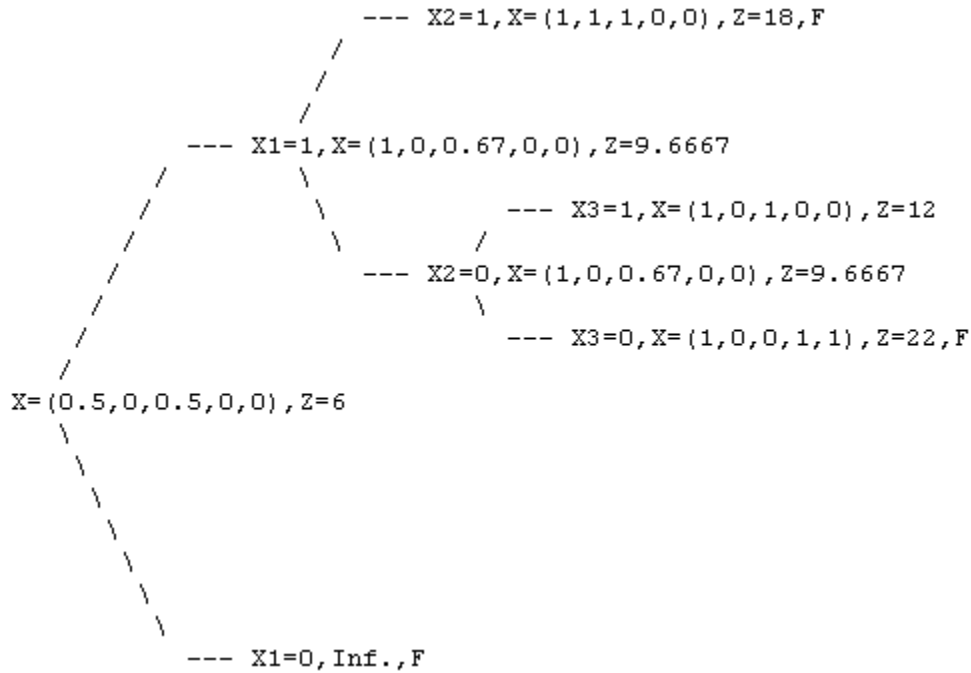 --- X2=1,X=(1,1,1,0,0),Z=18,F
--- X1=1,X=(1,0,0.67,0,0),Z=9.6667
--- X3=1,X=(1,0,1,0,0),Z=12
--- X2=0,X=(1,0,0.67,0,0),Z=9.6667
--- X3=0,X=(1,0,0,1,1),Z=22,F
X=(0.5,0,0.5,0,0),Z=6
--- X1=0,Inf.,F